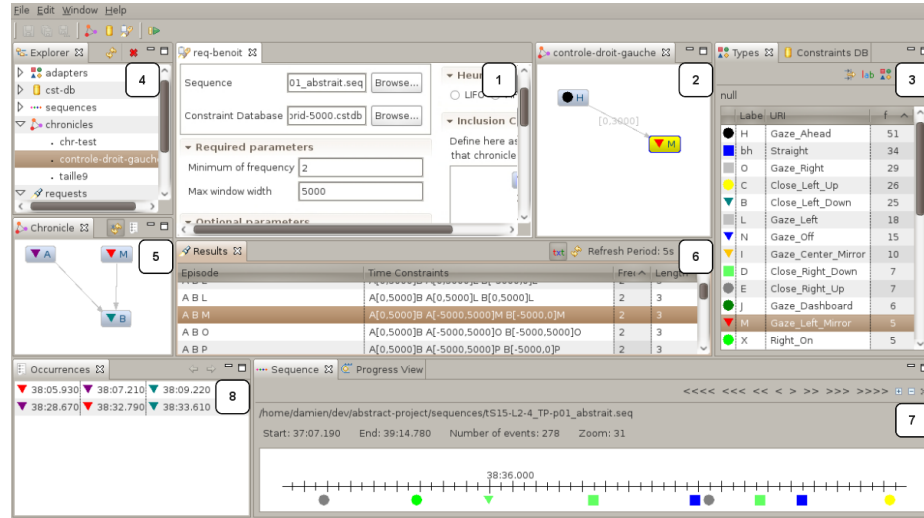 File Edit Window Help
Explorer
adapters
cst-db
sequences
chronicles
chr-test
controle-droit-gauche
taille9
requests
4
req-benoit
Sequence 01_abstrait.seq Browse...
Constraint Database orid-5000.cstdb Browse...
Required parameters
Minimum of frequency 2
Max window width 5000
Optional parameters
Heur
LIFO
Inclusion C
Define here as
that chronicle
1
controle-droit-gauche
H
[0,3000]
M
2
Types Constraints DB
lab
3
null
Labe URI f
H Gaze_Ahead 51
bh Straight 34
O Gaze_Right 29
C Close_Left_Up 26
B Close_Left_Down 25
L Gaze_Left 18
N Gaze_Off 15
I Gaze_Center_Mirror 10
D Close_Right_Down 7
E Close_Right_Up 7
J Gaze_Dashboard 6
M Gaze_Left_Mirror 5
X Right_On 5
Chronicle
5
A M
B
Results
txt Refresh Period: 5s
6
Episode Time Constraints Fre Length
A B L A[0,5000]B A[0,5000]L B[0,5000]L 2 3
A B M A[0,5000]B A[-5000,5000]M B[-5000,0]M 2 3
A B O A[0,5000]B A[-5000,5000]O B[-5000,5000]O 2 3
A B P A[0,5000]B A[-5000,5000]P B[-5000,0]P 2 3
Occurrences
8
38:05.930 38:07.210 38:09.220
38:28.670 38:32.790 38:33.610
Sequence Progress View
<<<< <<< << < > >> >>> >>>>
7
/home/damien/dev/abstract-project/sequences/tS15-L2-4_TP-p01_abstrait.seq
Start: 37:07.190 End: 39:14.780 Number of events: 278 Zoom: 31
38:36.000